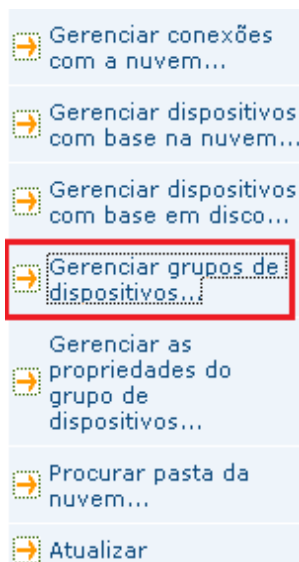 Gerenciar conexões
com a nuvem...
Gerenciar dispositivos
com base na nuvem...
Gerenciar dispositivos
com base em disco...
Gerenciar grupos de
dispositivos...
Gerenciar as
propriedades do
grupo de
dispositivos...
Procurar pasta da
nuvem...
Atualizar